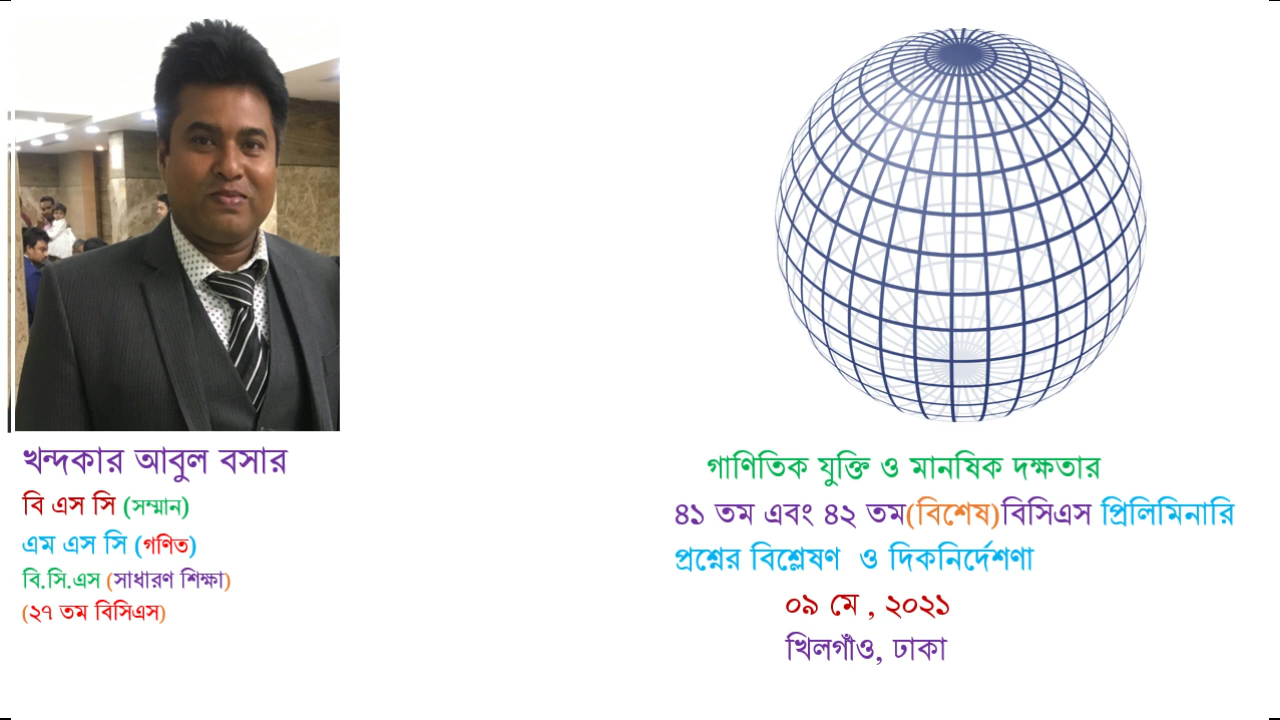 খন্দকার আবুল বসার
বি এস সি (সম্মান)
এম এস সি (গণিত)
বি.সি.এস (সাধারণ শিক্ষা)
(২৭ তম বিসিএস)
গাণিতিক যুক্তি ও মানষিক দক্ষতার
৪১ তম এবং ৪২ তম(বিশেষ)বিসিএস প্রিলিমিনারি
প্রশ্নের বিশ্লেষণ ও দিকনির্দেশণা
০৯ মে , ২০২১
খিলগাঁও, ঢাকা